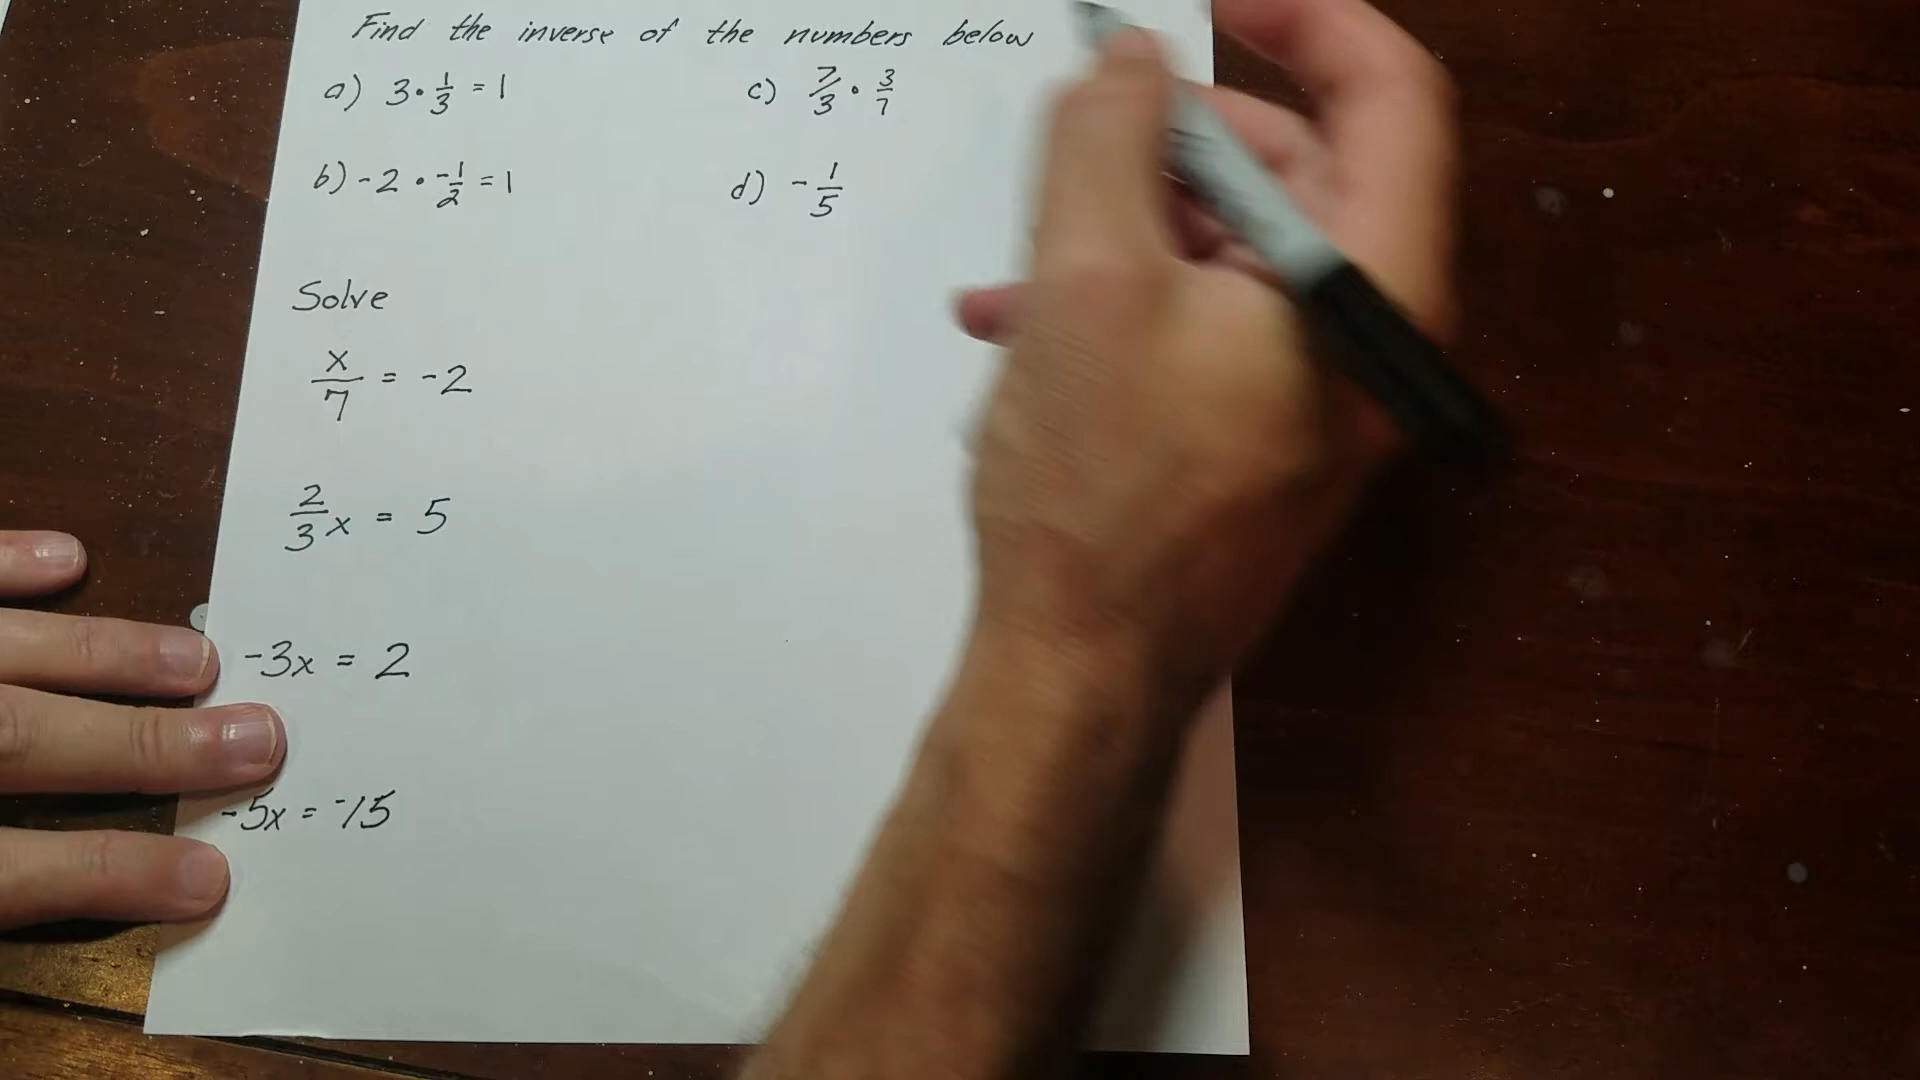 Find the inverse of the numbers below
a) 3 · 1/3 = 1
c) 7/3 · 3/7
b) -2 · -1/2 = 1
d) - 1/5
Solve
x/7 = -2
2/3 x = 5
-3x = 2
-5x = -15